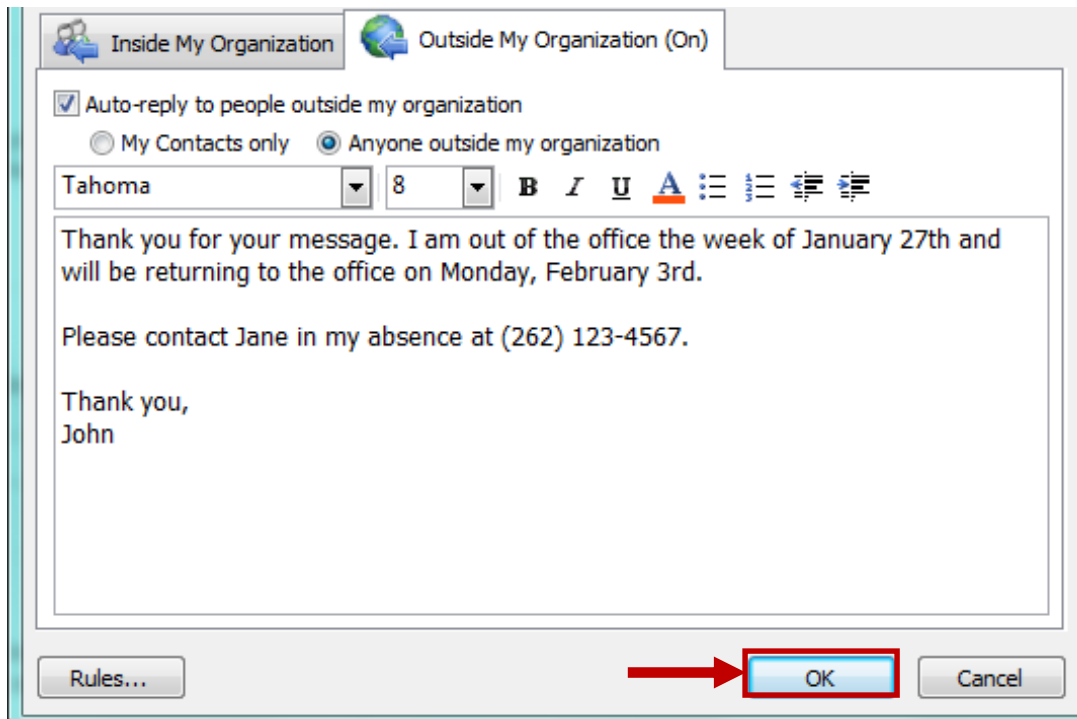 Inside My Organization
Outside My Organization (On)
Auto-reply to people outside my organization
My Contacts only
Anyone outside my organization
Tahoma
8
B I U A
Thank you for your message. I am out of the office the week of January 27th and
will be returning to the office on Monday, February 3rd.
Please contact Jane in my absence at (262) 123-4567.
Thank you,
John
Rules...
OK
Cancel